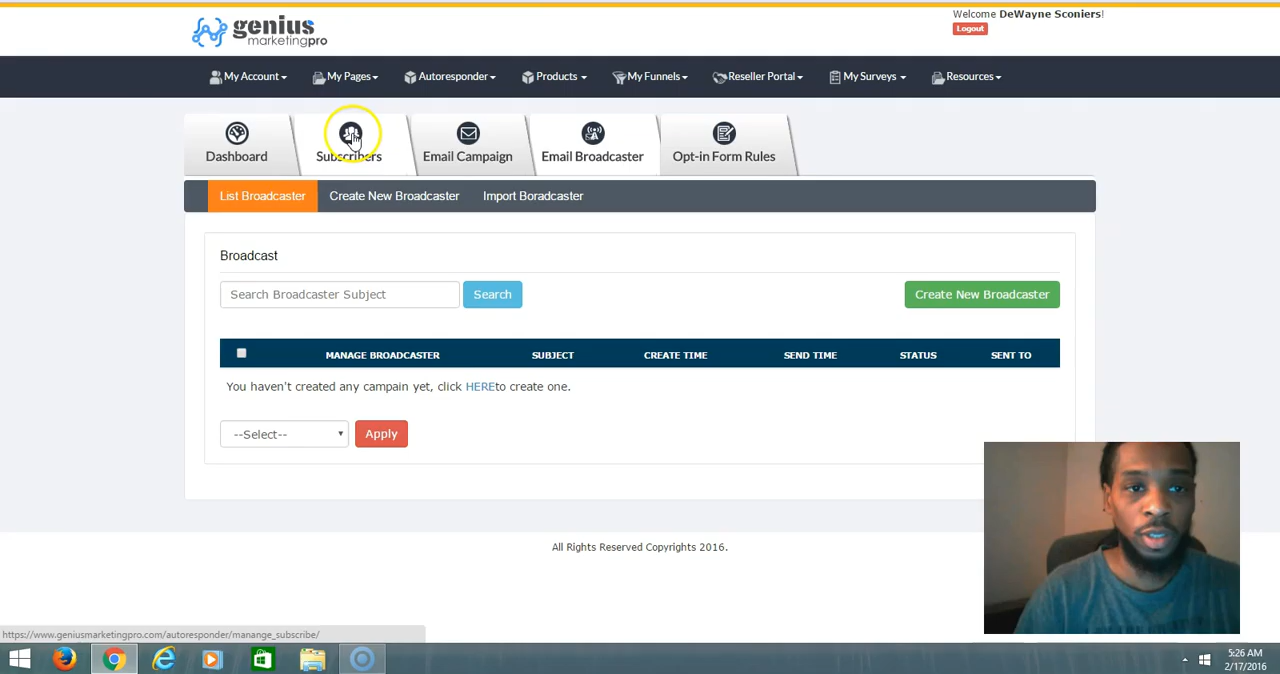 genius
marketingpro
Welcome DeWayne Sconiers!
Logout
My Account
My Pages
Autoresponder
Products
My Funnels
Reseller Portal
My Surveys
Resources
Dashboard
Subscribers
Email Campaign
Email Broadcaster
Opt-in Form Rules
List Broadcaster
Create New Broadcaster
Import Boradcaster
Broadcast
Search Broadcaster Subject
Search
Create New Broadcaster
MANAGE BROADCASTER
SUBJECT
CREATE TIME
SEND TIME
STATUS
SENT TO
You haven't created any campain yet, click HEREto create one.
--Select--
Apply
All Rights Reserved Copyrights 2016.
https://www.geniusmarketingpro.com/autoresponder/manange_subscribe/
5:26 AM
2/17/2016